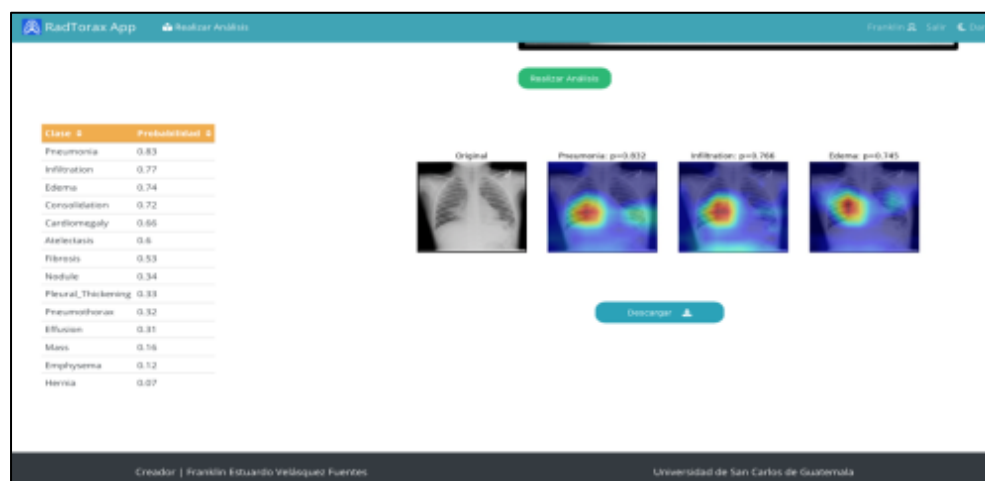 RadTorax App Realizar Análisis Franklin Salir
Realizar Análisis
Clase Probabilidad
Pneumonia 0.83
Infiltration 0.77
Edema 0.74
Consolidation 0.72
Cardiomegaly 0.66
Atelectasis 0.6
Fibrosis 0.53
Nodule 0.34
Pleural_Thickening 0.33
Pneumothorax 0.32
Effusion 0.31
Mass 0.16
Emphysema 0.12
Hernia 0.07
Original Pneumonia: p=0.832 Infiltration: p=0.766 Edema: p=0.745
Descargar
Creador | Franklin Estuardo Velásquez Fuentes Universidad de San Carlos de Guatemala